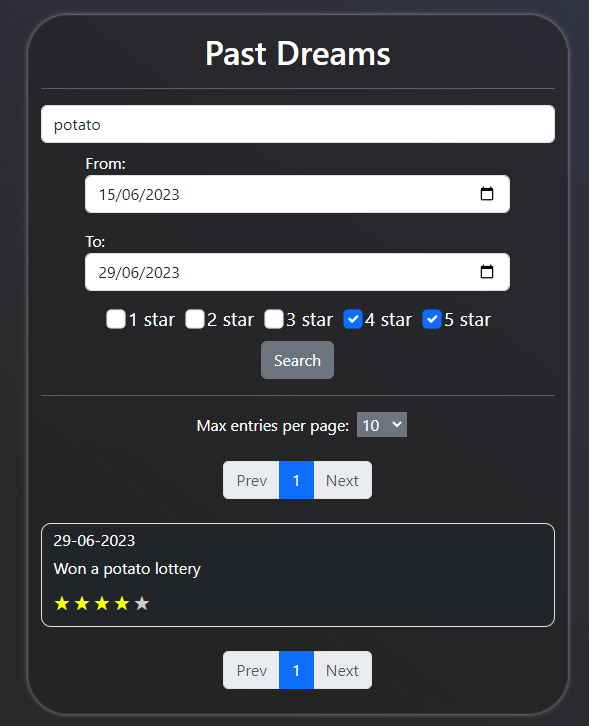 Past Dreams
potato
From:
15/06/2023
To:
29/06/2023
1 star 2 star 3 star 4 star 5 star
Search
Max entries per page: 10
Prev 1 Next
29-06-2023
Won a potato lottery
Prev 1 Next